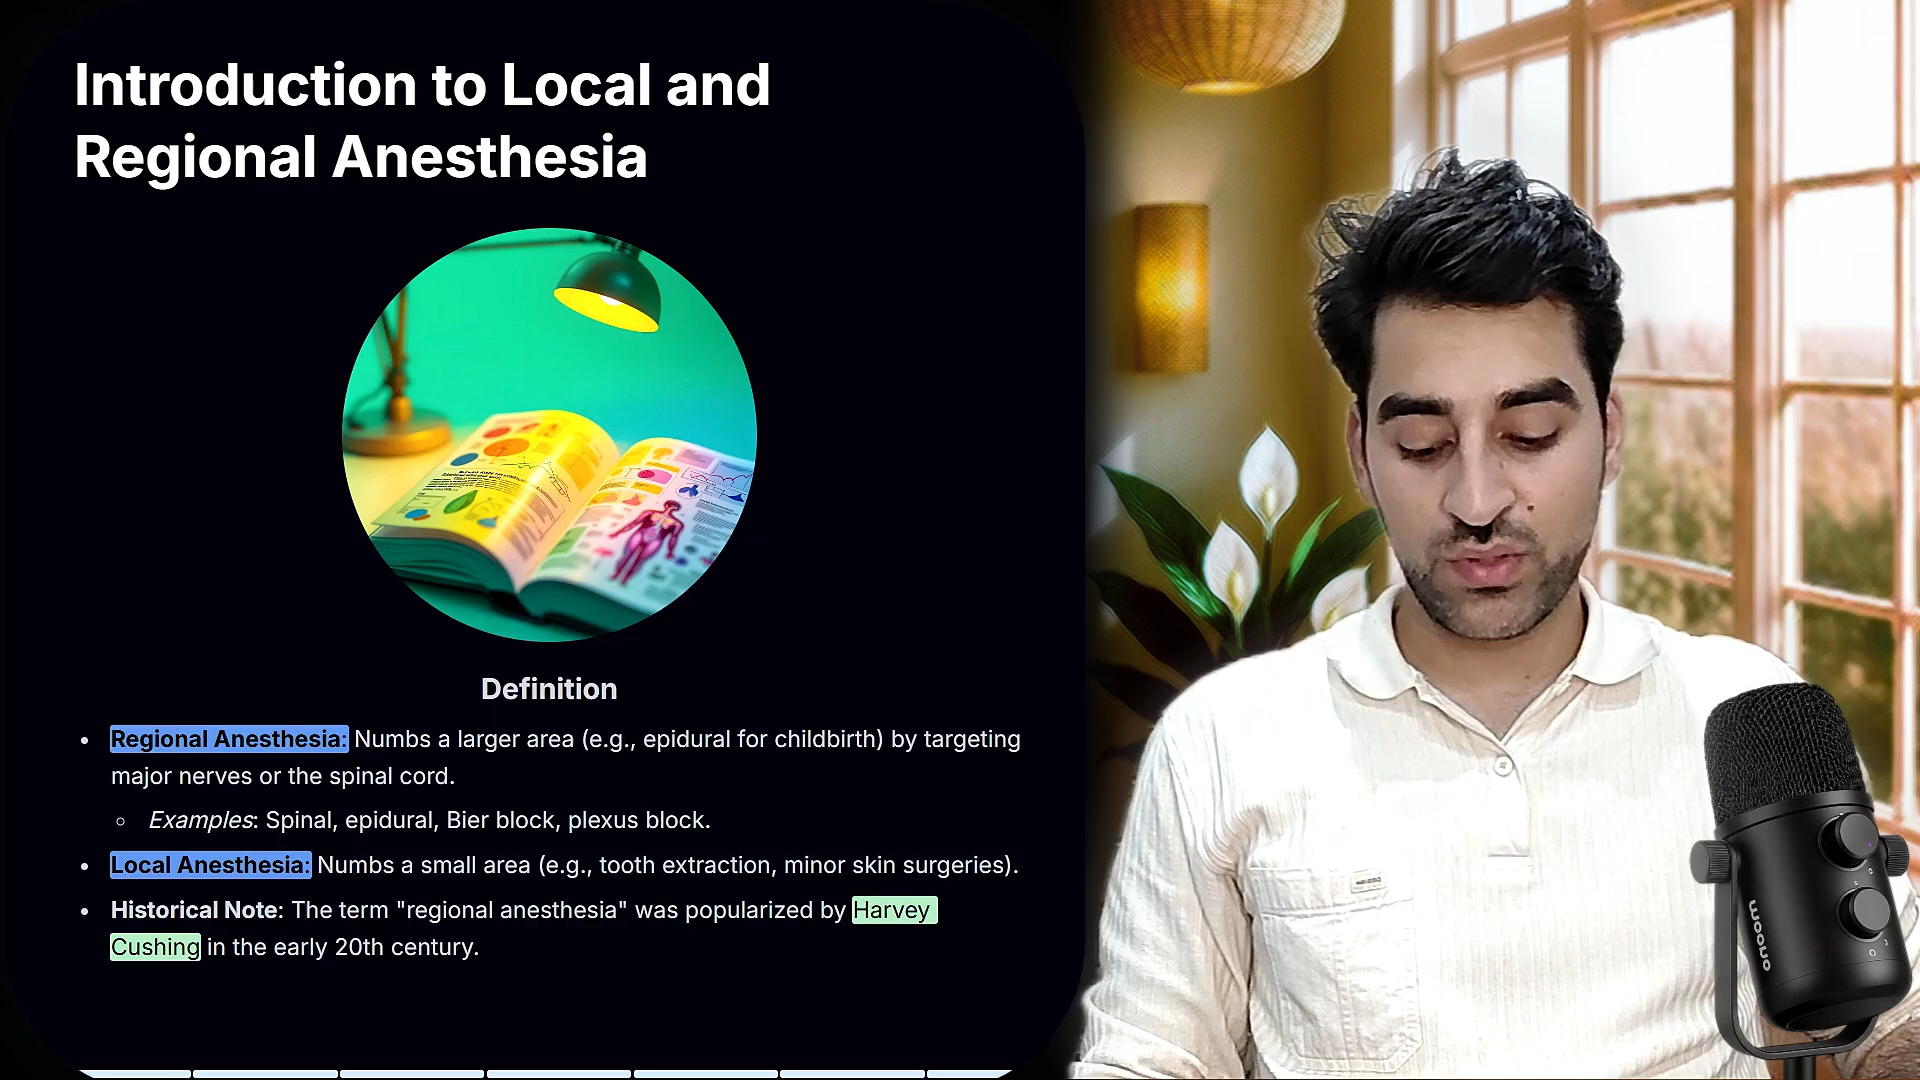 Introduction to Local and
Regional Anesthesia
Definition
• Regional Anesthesia: Numbs a larger area (e.g., epidural for childbirth) by targeting
major nerves or the spinal cord.
◦ Examples: Spinal, epidural, Bier block, plexus block.
• Local Anesthesia: Numbs a small area (e.g., tooth extraction, minor skin surgeries).
• Historical Note: The term "regional anesthesia" was popularized by Harvey
Cushing in the early 20th century.